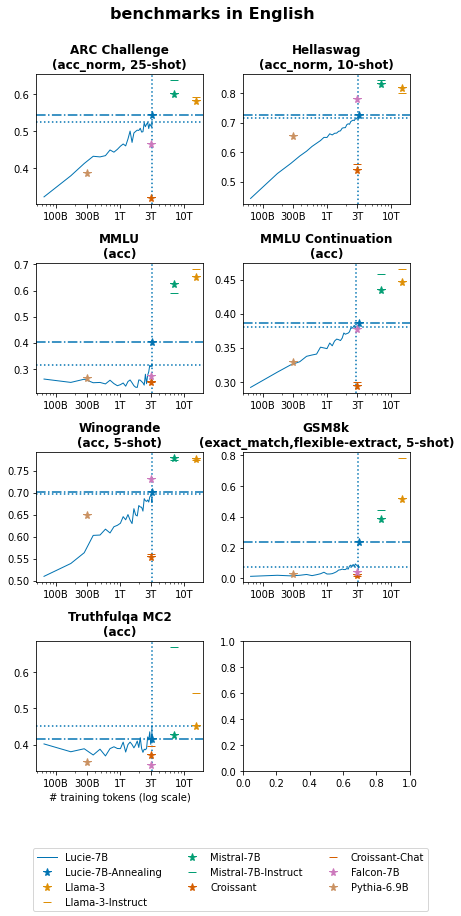 benchmarks in English
ARC Challenge
(acc_norm, 25-shot)
0.6
0.5
0.4
100B 300B 1T 3T 10T
Hellaswag
(acc_norm, 10-shot)
0.8
0.7
0.6
0.5
100B 300B 1T 3T 10T
MMLU
(acc)
0.7
0.6
0.5
0.4
0.3
100B 300B 1T 3T 10T
MMLU Continuation
(acc)
0.45
0.40
0.35
0.30
100B 300B 1T 3T 10T
Winogrande
(acc, 5-shot)
0.75
0.70
0.65
0.60
0.55
0.50
100B 300B 1T 3T 10T
GSM8k
(exact_match,flexible-extract, 5-shot)
0.8
0.6
0.4
0.2
0.0
100B 300B 1T 3T 10T
Truthfulqa MC2
(acc)
0.6
0.5
0.4
100B 300B 1T 3T 10T
# training tokens (log scale)
1.0
0.8
0.6
0.4
0.2
0.0
0.0 0.2 0.4 0.6 0.8 1.0
Lucie-7B
Lucie-7B-Annealing
Llama-3
Llama-3-Instruct
Mistral-7B
Mistral-7B-Instruct
Croissant
Croissant-Chat
Falcon-7B
Pythia-6.9B